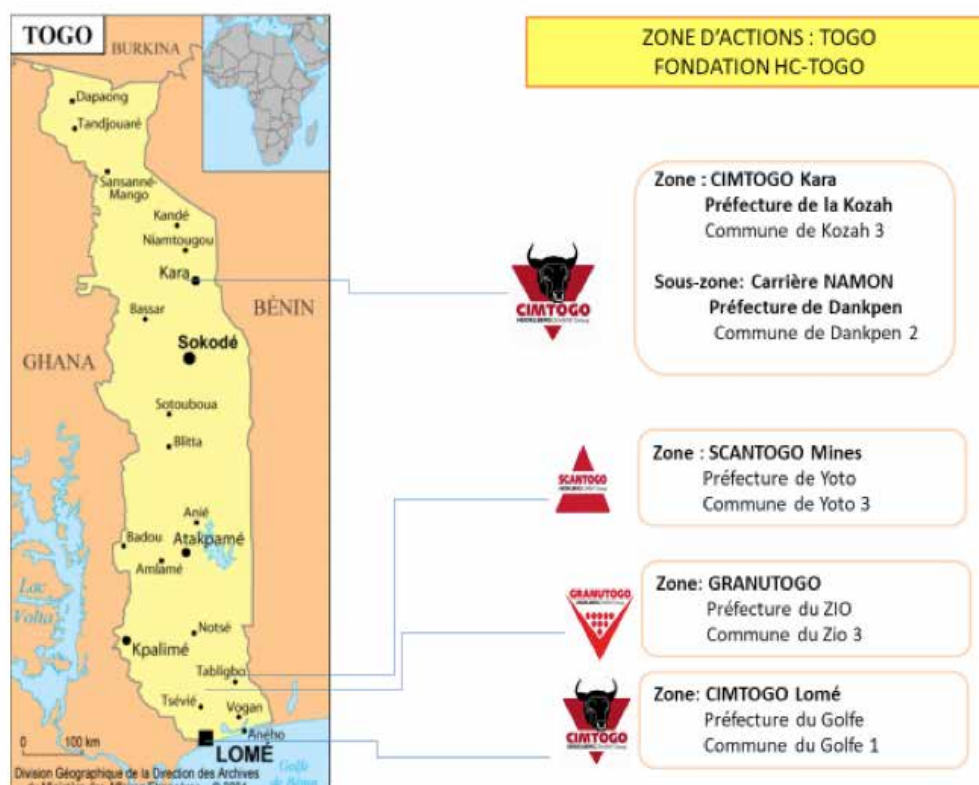 TOGO
BURKINA
Dapaong
Tandjouaré
Sansanné-
Mango
Kandé
Niamtougou
Kara
Bassar
BÉNIN
GHANA
Sokodé
Sotouboua
Blitta
Anié
Badou
Atakpamé
Amlamé
Lac
Volta
Notsé
Kpalimé
Tabligbo
Tsévié
Vogan
Aného
0 100 km
LOMÉ
Golfe
Division Géographique de la Direction des Archives
ZONE D'ACTIONS : TOGO
FONDATION HC-TOGO
CIMTOGO
Zone : CIMTOGO Kara
Préfecture de la Kozah
Commune de Kozah 3
Sous-zone: Carrière NAMON
Préfecture de Dankpen
Commune de Dankpen 2
SCANTOGO
Zone : SCANTOGO Mines
Préfecture de Yoto
Commune de Yoto 3
GRANUTOGO
Zone: GRANUTOGO
Préfecture du ZIO
Commune du Zio 3
CIMTOGO
Zone: CIMTOGO Lomé
Préfecture du Golfe
Commune du Golfe 1